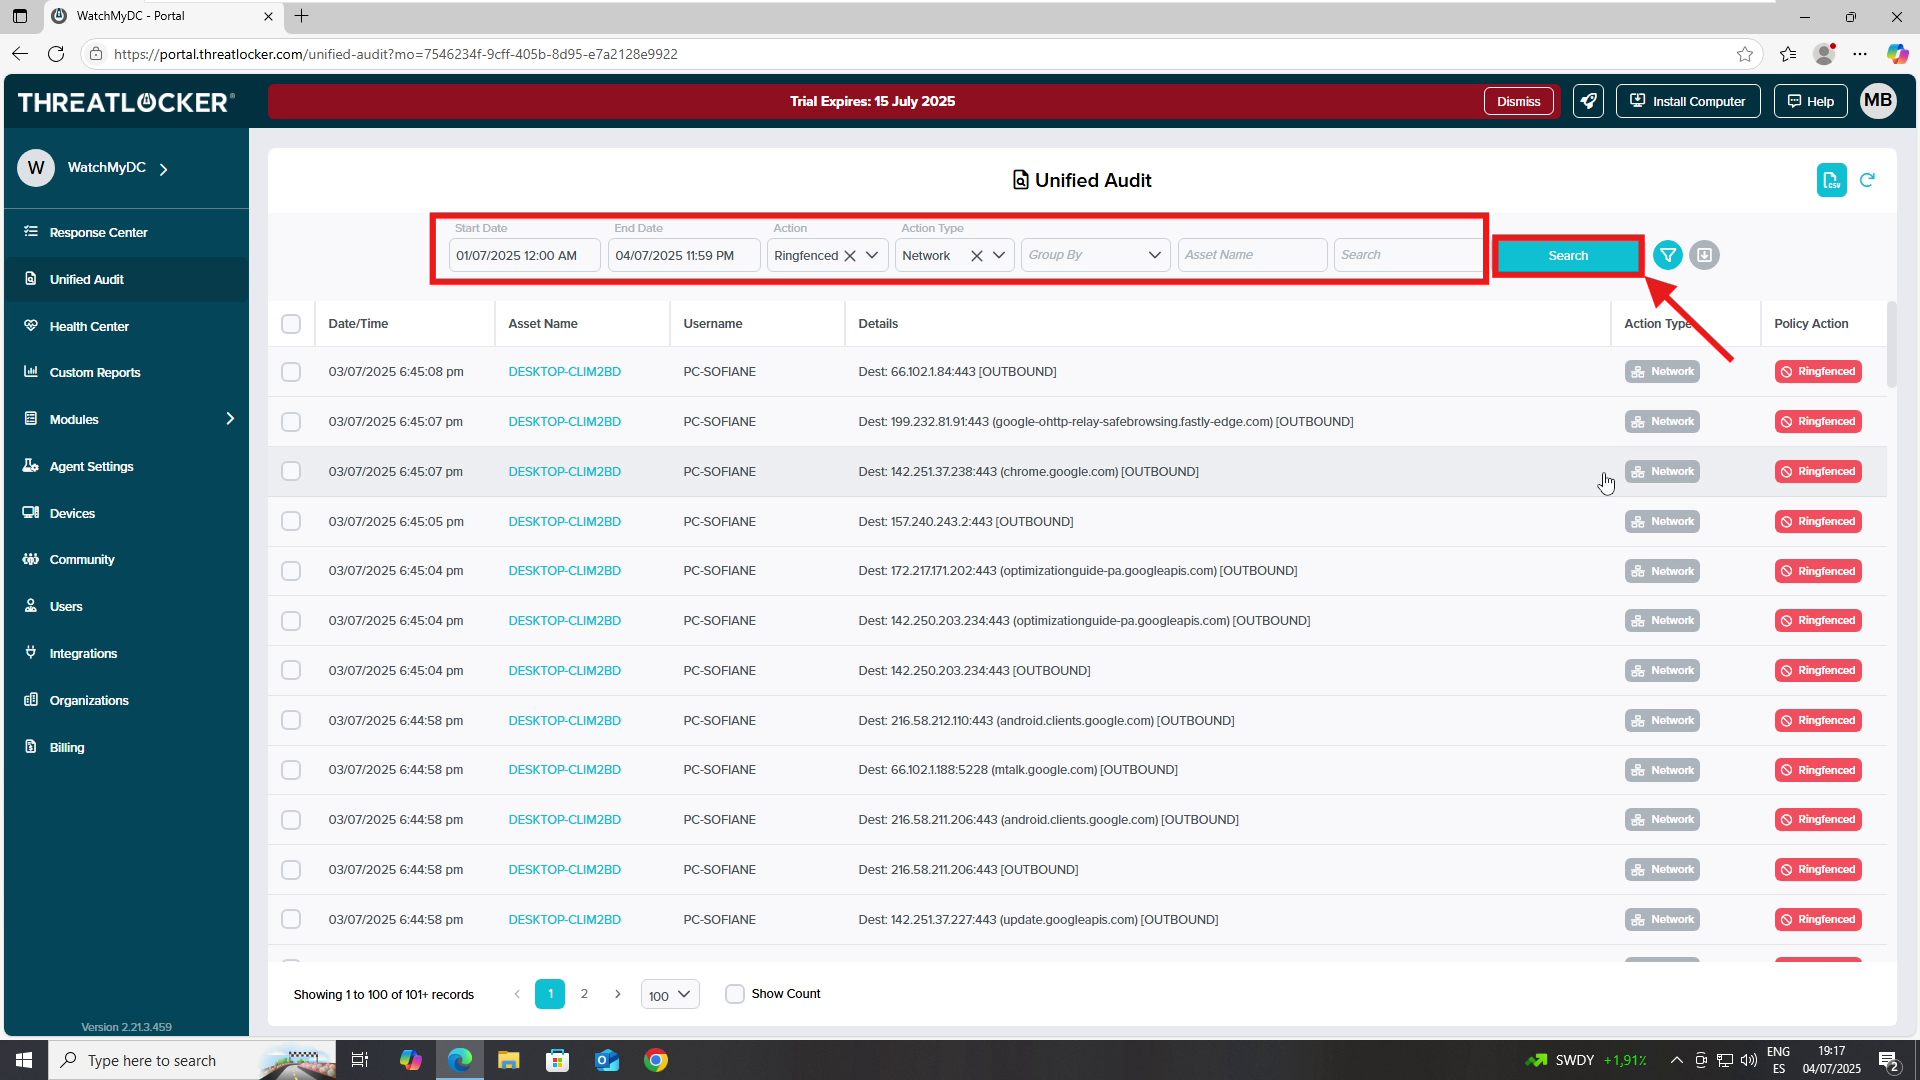 WatchMyDC - Portal
https://portal.threatlocker.com/unified-audit?mo=7546234f-9cff-405b-8d95-e7a2128e9922
THREATLOCKER
Trial Expires: 15 July 2025
Dismiss
Install Computer
Help
MB
W
WatchMyDC
Response Center
Unified Audit
Health Center
Custom Reports
Modules
Agent Settings
Devices
Community
Users
Integrations
Organizations
Billing
Version 2.21.3.459
Unified Audit
CSV
Start Date End Date Action Action Type
01/07/2025 12:00 AM 04/07/2025 11:59 PM Ringfenced Network Group By Asset Name Search Search
Date/Time Asset Name Username Details Action Type Policy Action
03/07/2025 6:45:08 pm DESKTOP-CLIM2BD PC-SOFIANE Dest: 66.102.1.84:443 [OUTBOUND] Network Ringfenced
03/07/2025 6:45:07 pm DESKTOP-CLIM2BD PC-SOFIANE Dest: 199.232.81.91:443 (google-ohttp-relay-safebrowsing.fastly-edge.com) [OUTBOUND] Network Ringfenced
03/07/2025 6:45:07 pm DESKTOP-CLIM2BD PC-SOFIANE Dest: 142.251.37.238:443 (chrome.google.com) [OUTBOUND] Network Ringfenced
03/07/2025 6:45:05 pm DESKTOP-CLIM2BD PC-SOFIANE Dest: 157.240.243.2:443 [OUTBOUND] Network Ringfenced
03/07/2025 6:45:04 pm DESKTOP-CLIM2BD PC-SOFIANE Dest: 172.217.171.202:443 (optimizationguide-pa.googleapis.com) [OUTBOUND] Network Ringfenced
03/07/2025 6:45:04 pm DESKTOP-CLIM2BD PC-SOFIANE Dest: 142.250.203.234:443 (optimizationguide-pa.googleapis.com) [OUTBOUND] Network Ringfenced
03/07/2025 6:45:04 pm DESKTOP-CLIM2BD PC-SOFIANE Dest: 142.250.203.234:443 [OUTBOUND] Network Ringfenced
03/07/2025 6:44:58 pm DESKTOP-CLIM2BD PC-SOFIANE Dest: 216.58.212.110:443 (android.clients.google.com) [OUTBOUND] Network Ringfenced
03/07/2025 6:44:58 pm DESKTOP-CLIM2BD PC-SOFIANE Dest: 66.102.1.188:5228 (mtalk.google.com) [OUTBOUND] Network Ringfenced
03/07/2025 6:44:58 pm DESKTOP-CLIM2BD PC-SOFIANE Dest: 216.58.211.206:443 (android.clients.google.com) [OUTBOUND] Network Ringfenced
03/07/2025 6:44:58 pm DESKTOP-CLIM2BD PC-SOFIANE Dest: 216.58.211.206:443 [OUTBOUND] Network Ringfenced
03/07/2025 6:44:58 pm DESKTOP-CLIM2BD PC-SOFIANE Dest: 142.251.37.227:443 (update.googleapis.com) [OUTBOUND] Network Ringfenced
Showing 1 to 100 of 101+ records 1 2 100 Show Count
Type here to search
SWDY +1,91%
ENG
ES
19:17
04/07/2025
2